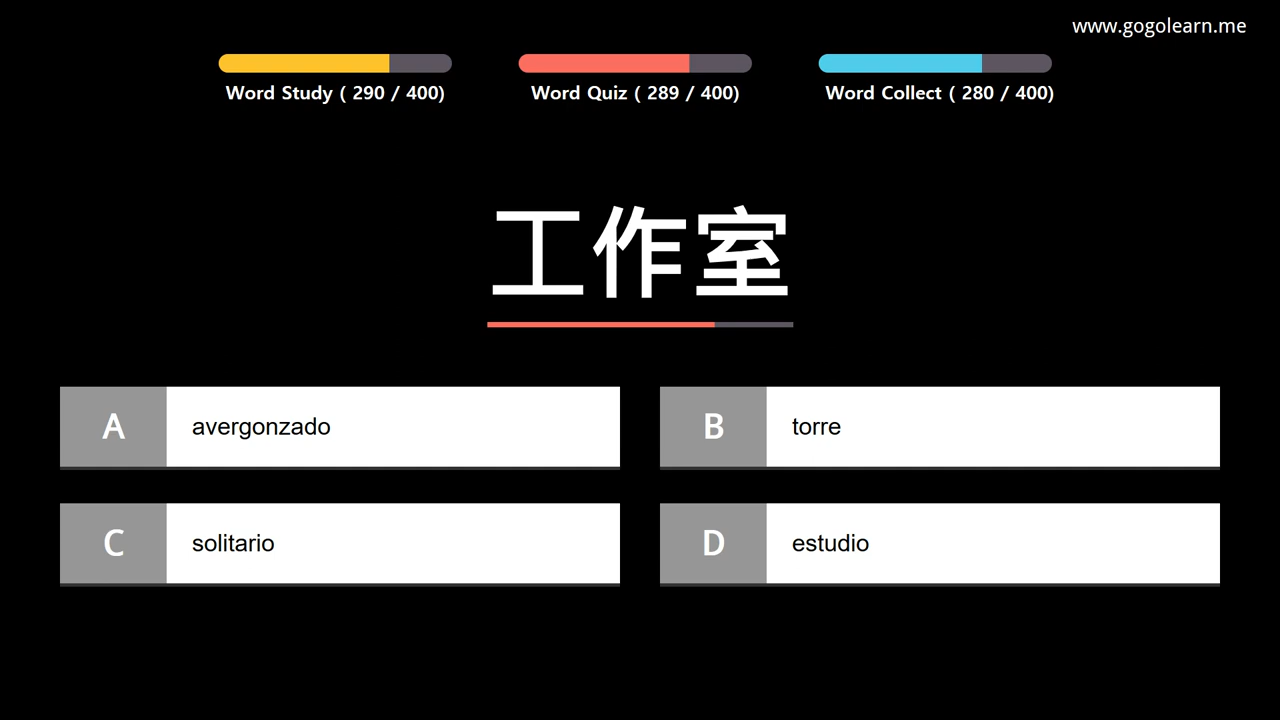 www.gogolearn.me
Word Study ( 290 / 400)
Word Quiz ( 289 / 400)
Word Collect ( 280 / 400)
工作室
A avergonzado
B torre
C solitario
D estudio